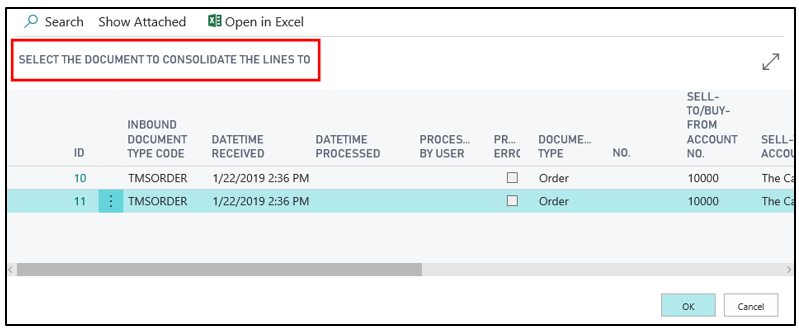 Search Show Attached Open in Excel
SELECT THE DOCUMENT TO CONSOLIDATE THE LINES TO
ID INBOUND DOCUMENT TYPE CODE DATETIME RECEIVED DATETIME PROCESSED PROCES... BY USER PR... ERRC DOCUME... TYPE NO. SELL-TO/BUY-FROM ACCOUNT NO. SELL- ACCOU
10 TMSORDER 1/22/2019 2:36 PM Order 10000 The Ca
11 TMSORDER 1/22/2019 2:36 PM Order 10000 The Ca
OK Cancel